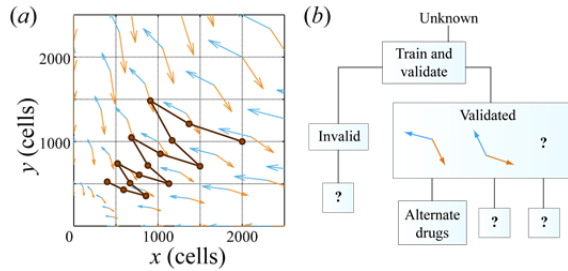 (a)
y (cells)
2000
1000
0
0
1000
2000
x (cells)
(b)
Unknown
Train and
validate
Invalid
?
Validated
?
Alternate
drugs
?
?